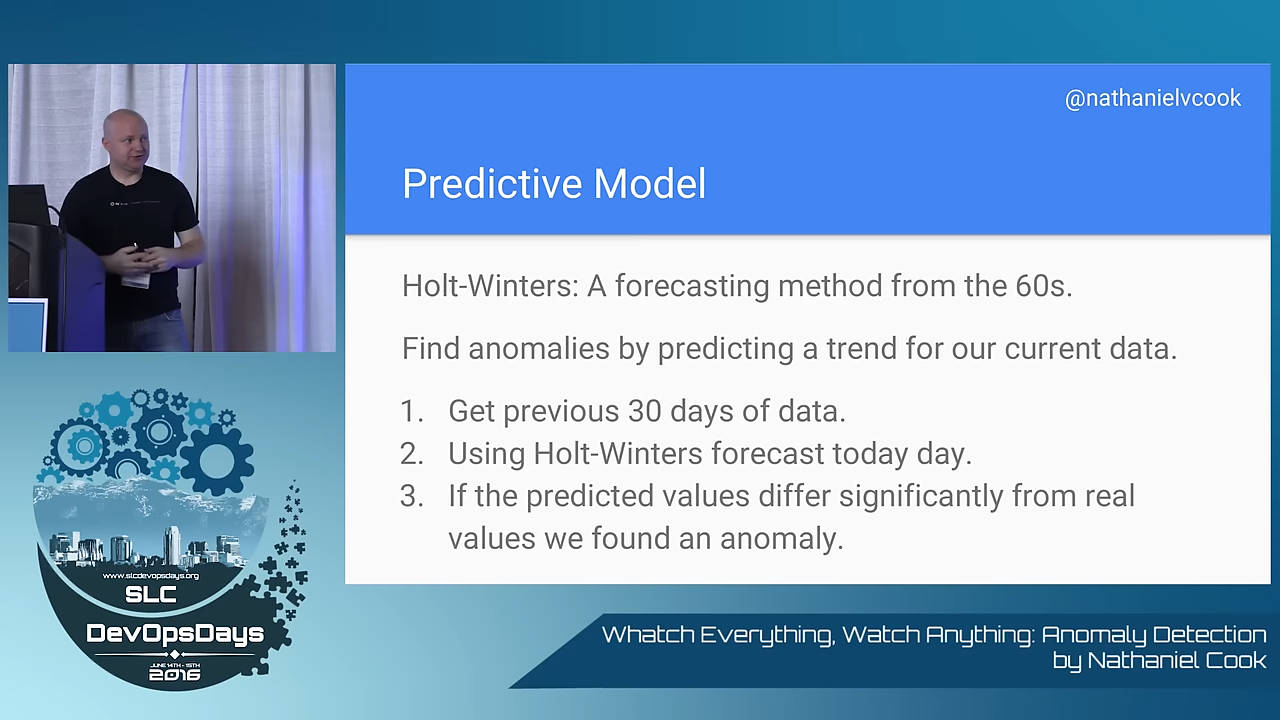 @nathanielvcook
Predictive Model
Holt-Winters: A forecasting method from the 60s.
Find anomalies by predicting a trend for our current data.
1. Get previous 30 days of data.
2. Using Holt-Winters forecast today day.
3. If the predicted values differ significantly from real
values we found an anomaly.
www.slcdevopsdays.org
SLC
DevOpsDays
JUNE 14TH - 15TH
2016
Whatch Everything, Watch Anything: Anomaly Detection
by Nathaniel Cook